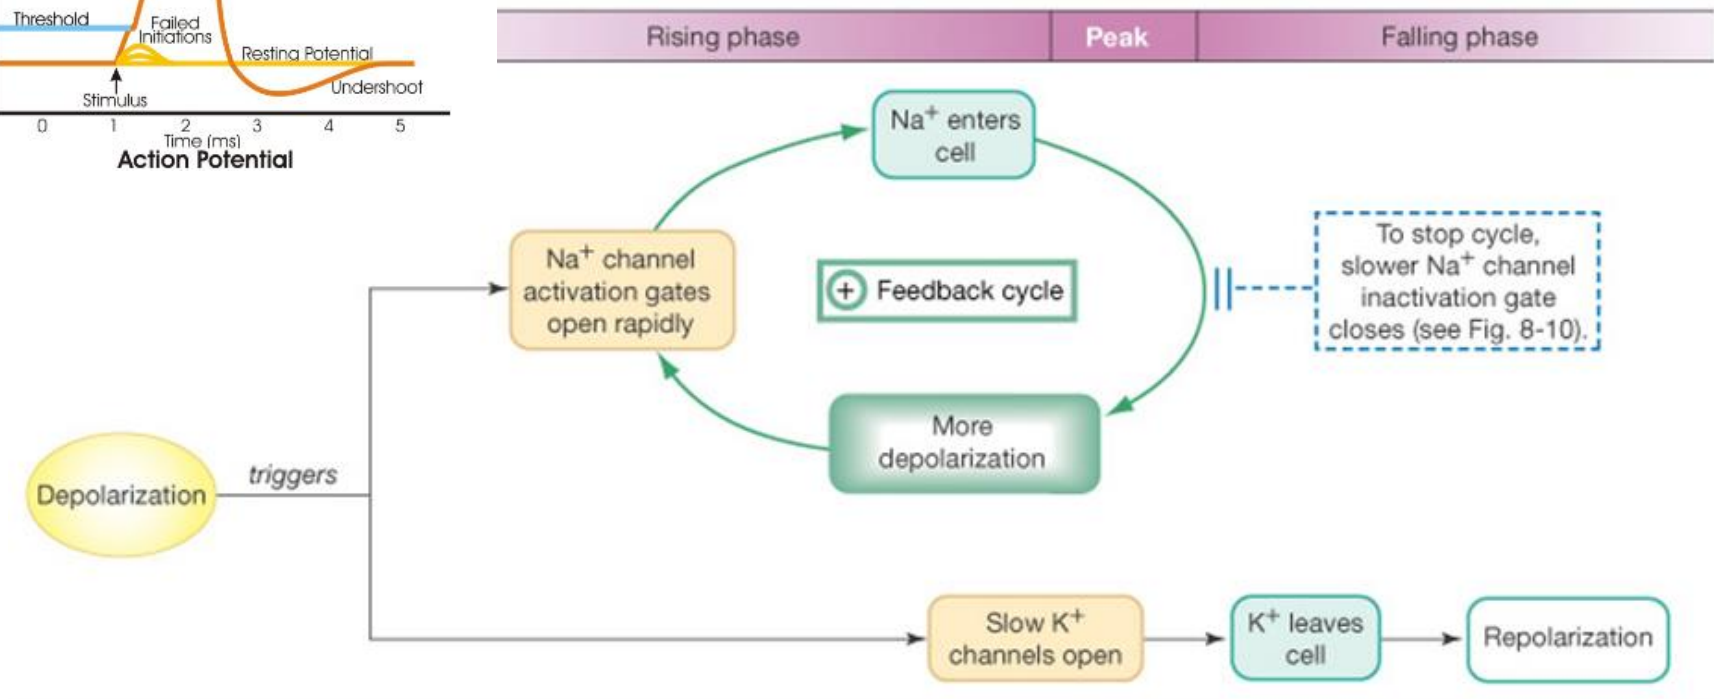 Threshold
Failed
Initiations
Resting Potential
Undershoot
Stimulus
0 1 2 3 4 5
Time (ms)
Action Potential
Rising phase
Peak
Falling phase
Na⁺ enters
cell
Na⁺ channel
activation gates
open rapidly
+ Feedback cycle
To stop cycle,
slower Na⁺ channel
inactivation gate
closes (see Fig. 8-10).
More
depolarization
Depolarization
triggers
Slow K⁺
channels open
K⁺ leaves
cell
Repolarization